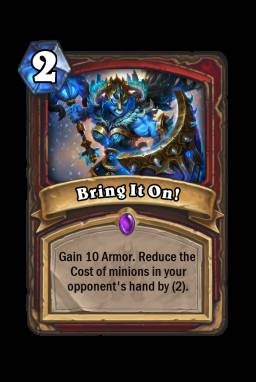 2
Bring It On!
Gain 10 Armor. Reduce the
Cost of minions in your
opponent's hand by (2).